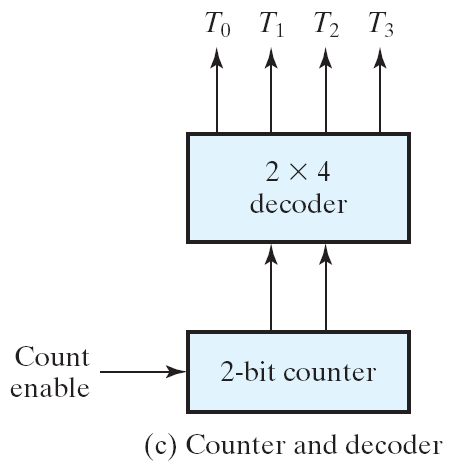 T₀ T₁ T₂ T₃
2 × 4
decoder
Count
enable
2-bit counter
(c) Counter and decoder